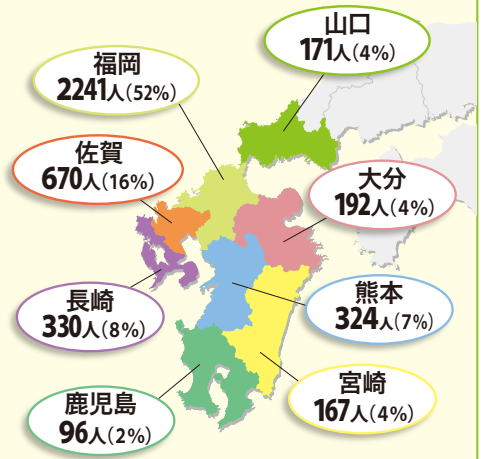 山口
171人(4%)
福岡
2241人(52%)
佐賀
670人(16%)
大分
192人(4%)
長崎
330人(8%)
熊本
324人(7%)
鹿児島
96人(2%)
宮崎
167人(4%)